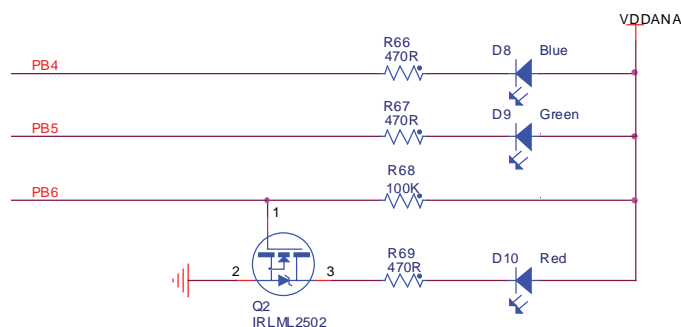 VDDANA
R66
470R
D8 Blue
PB4
R67
470R
D9 Green
PB5
R68
100K
PB6
1
R69
470R
D10 Red
2
3
Q2
IRLML2502